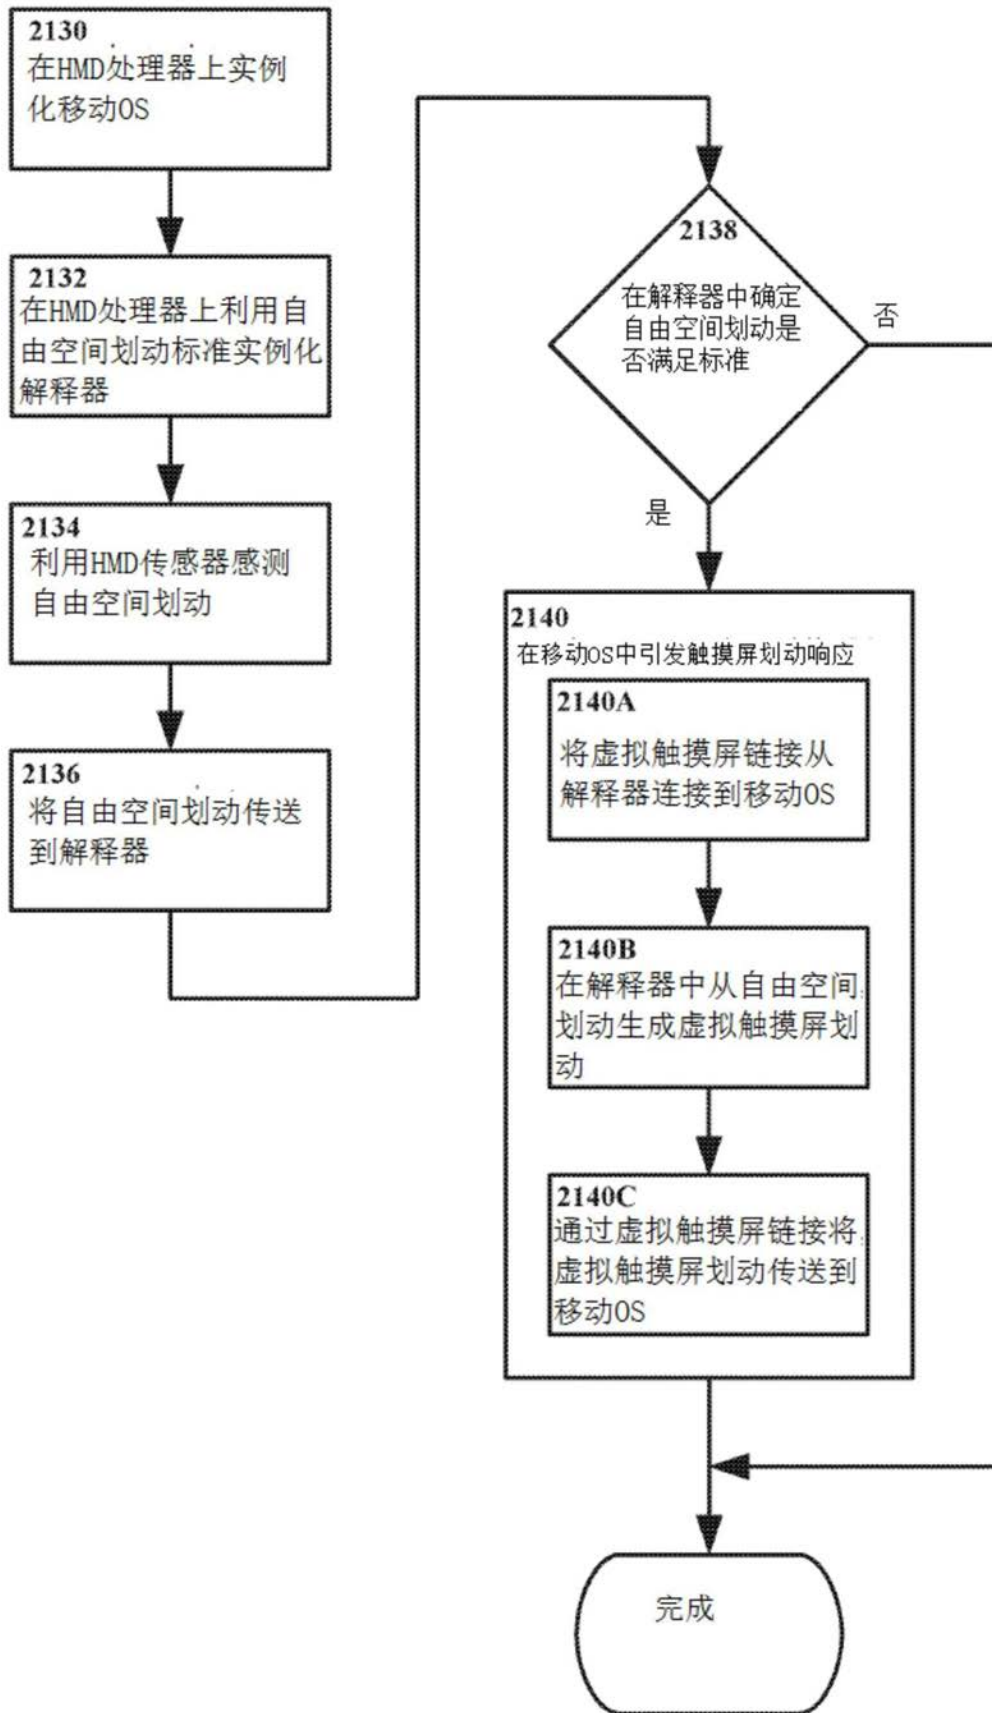 2130
在HMD处理器上实例
化移动OS
2132
在HMD处理器上利用自
由空间划动标准实例化
解释器
2134
利用HMD传感器感测
自由空间划动
2136
将自由空间划动传送
到解释器
2138
在解释器中确定
自由空间划动是
否满足标准
否
是
2140
在移动OS中引发触摸屏划动响应
2140A
将虚拟触摸屏链接从
解释器连接到移动OS
2140B
在解释器中从自由空间
划动生成虚拟触摸屏划
动
2140C
通过虚拟触摸屏链接将
虚拟触摸屏划动传送到
移动OS
完成